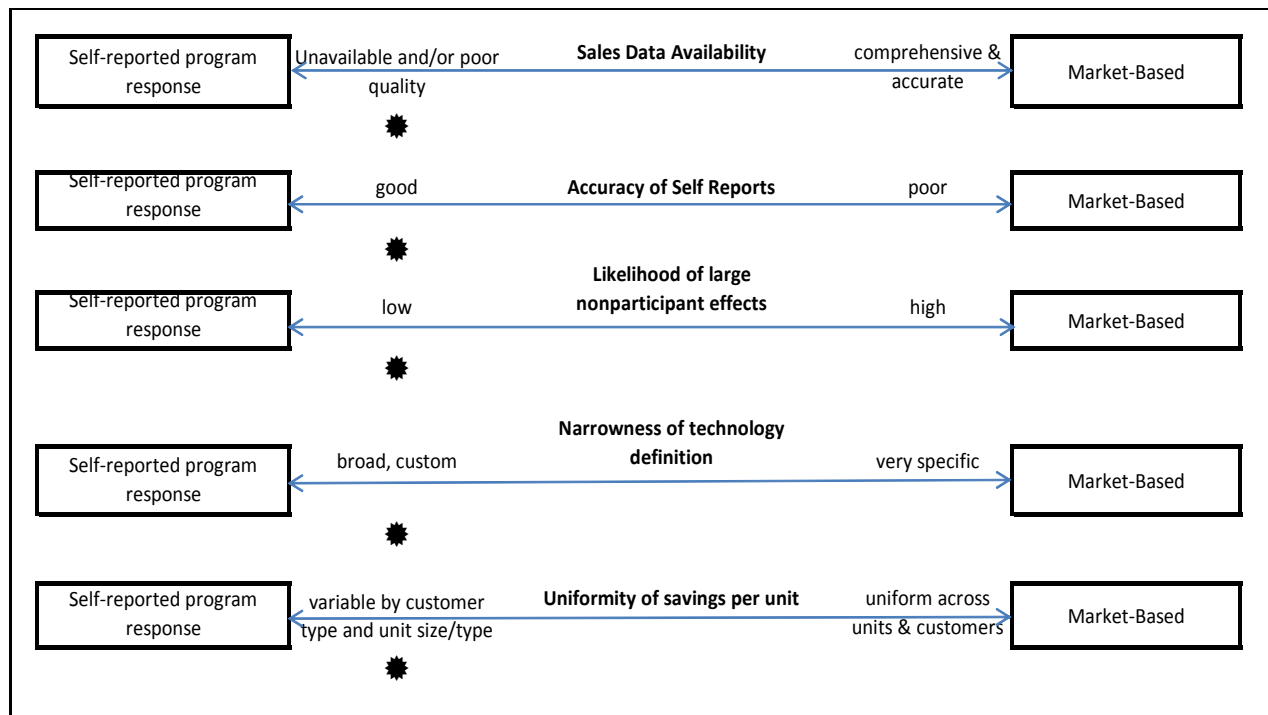 Self-reported program
response
Unavailable and/or poor
quality
Sales Data Availability
comprehensive &
accurate
Market-Based
Self-reported program
response
good
Accuracy of Self Reports
poor
Market-Based
Self-reported program
response
low
Likelihood of large
nonparticipant effects
high
Market-Based
Self-reported program
response
broad, custom
Narrowness of technology
definition
very specific
Market-Based
Self-reported program
response
variable by customer
type and unit size/type
Uniformity of savings per unit
uniform across
units & customers
Market-Based